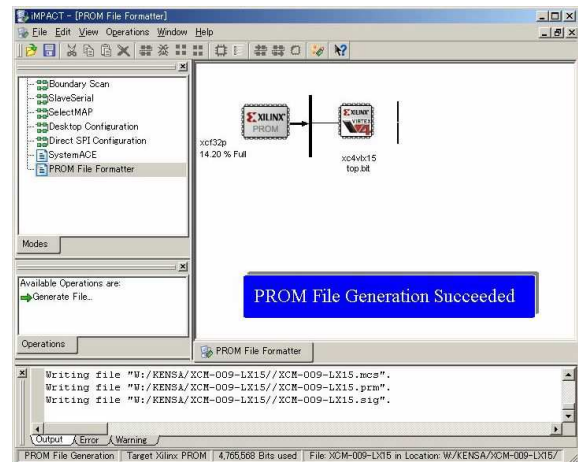 iMPACT - [PROM File Formatter]
File Edit View Operations Window Help
Boundary Scan
SlaveSerial
SelectMAP
Desktop Configuration
Direct SPI Configuration
SystemACE
PROM File Formatter
Modes
XILINX
PROM
xcf32p
14.20 % Full
XILINX
VIRTEX
4
xc4vlx15
top.bit
Available Operations are:
Generate File...
Operations
PROM File Generation Succeeded
PROM File Formatter
Writing file "W:/KENSA/XCM-009-LX15//XCM-009-LX15.mcs".
Writing file "W:/KENSA/XCM-009-LX15//XCM-009-LX15.prm".
Writing file "W:/KENSA/XCM-009-LX15//XCM-009-LX15.sig".
Output Error Warning
PROM File Generation Target Xilinx PROM 4,765,568 Bits used File: XCM-009-LX15 in Location: W:/KENSA/XCM-009-LX15/